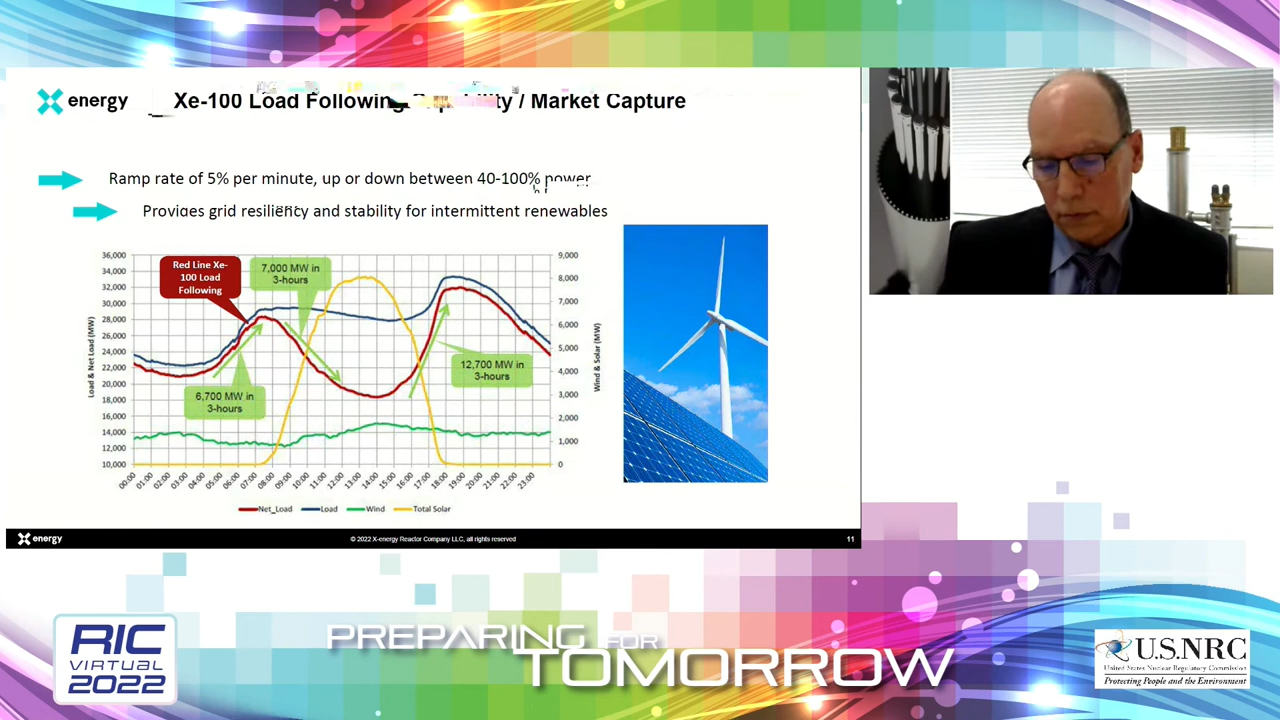 energy
Xe-100 Load Following Capability / Market Capture
Ramp rate of 5% per minute, up or down between 40-100% power
Provides grid resiliency and stability for intermittent renewables
36,000
34,000
32,000
30,000
28,000
26,000
24,000
22,000
20,000
18,000
16,000
14,000
12,000
10,000
Load & Net Load (MW)
Red Line Xe-
100 Load
Following
7,000 MW in
3-hours
6,700 MW in
3-hours
12,700 MW in
3-hours
9,000
8,000
7,000
6,000
5,000
4,000
3,000
2,000
1,000
0
Wind & Solar (MW)
00:00
01:00
02:00
03:00
04:00
05:00
06:00
07:00
08:00
09:00
10:00
11:00
12:00
13:00
14:00
15:00
16:00
17:00
18:00
19:00
20:00
21:00
22:00
23:00
Net_Load Load Wind Total Solar
energy
© 2022 X-energy Reactor Company LLC, all rights reserved
11
RIC
VIRTUAL
2022
PREPARING FOR
TOMORROW
U.S.NRC
United States Nuclear Regulatory Commission
Protecting People and the Environment